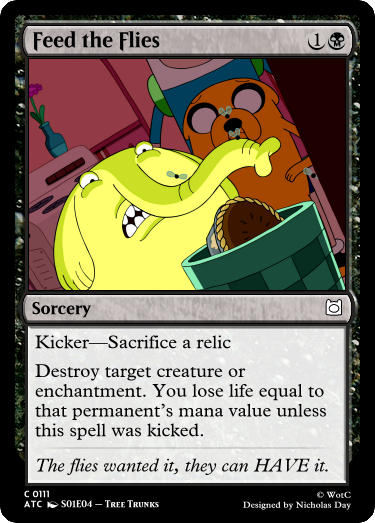 Feed the Flies 1
Sorcery
Kicker—Sacrifice a relic
Destroy target creature or
enchantment. You lose life equal to
that permanent's mana value unless
this spell was kicked.
The flies wanted it, they can HAVE it.
C 0111 © WotC
ATC S01E04 – Tree Trunks Designed by Nicholas Day